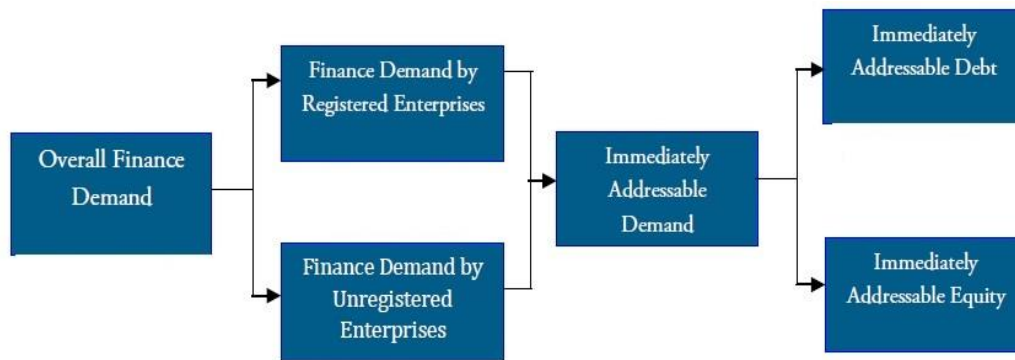 Overall Finance
Demand
Finance Demand by
Registered Enterprises
Finance Demand by
Unregistered
Enterprises
Immediately
Addressable
Demand
Immediately
Addressable Debt
Immediately
Addressable Equity